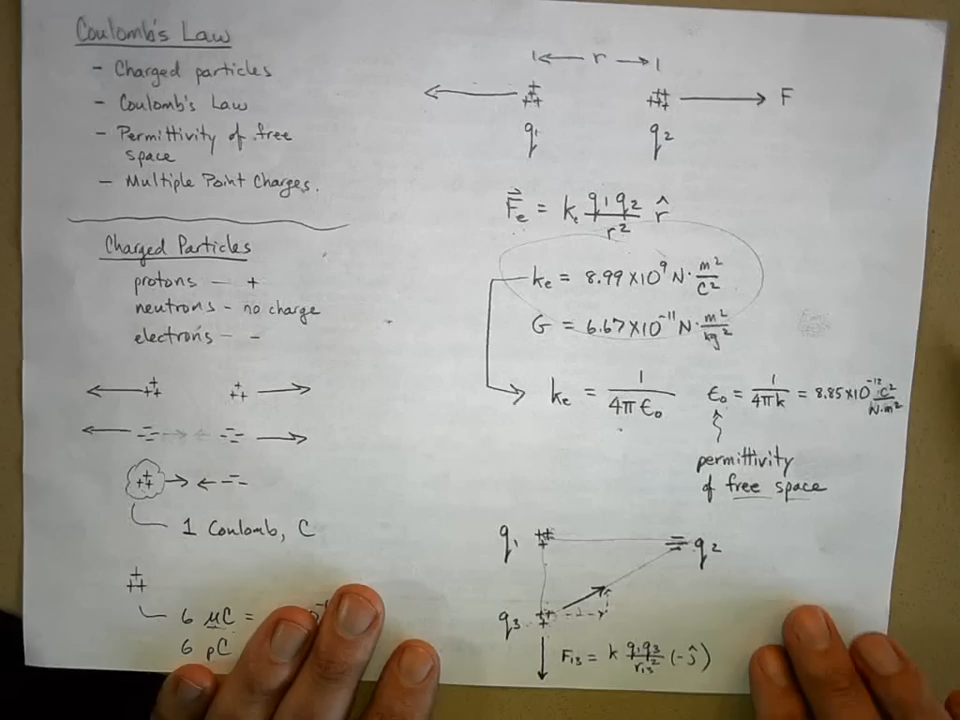 Coulomb's Law
- Charged particles
- Coulomb's Law
- Permittivity of free
space
- Multiple Point Charges.
Charged Particles
protons - +
neutrons - no charge
electrons - -
1 Coulomb, C
6 μC =
6 pC
r
F
q1 q2
F⃗e = ke q1q2/r² r̂
ke = 8.99×10⁹ N·m²/C²
G = 6.67×10⁻¹¹ N·m²/kg²
ke = 1/4πε₀ ε₀ = 1/4πk = 8.85×10⁻¹² C²/N·m²
permittivity
of free space
q1 q2
q3
F13 = k q1q3/r13² (-ĵ)